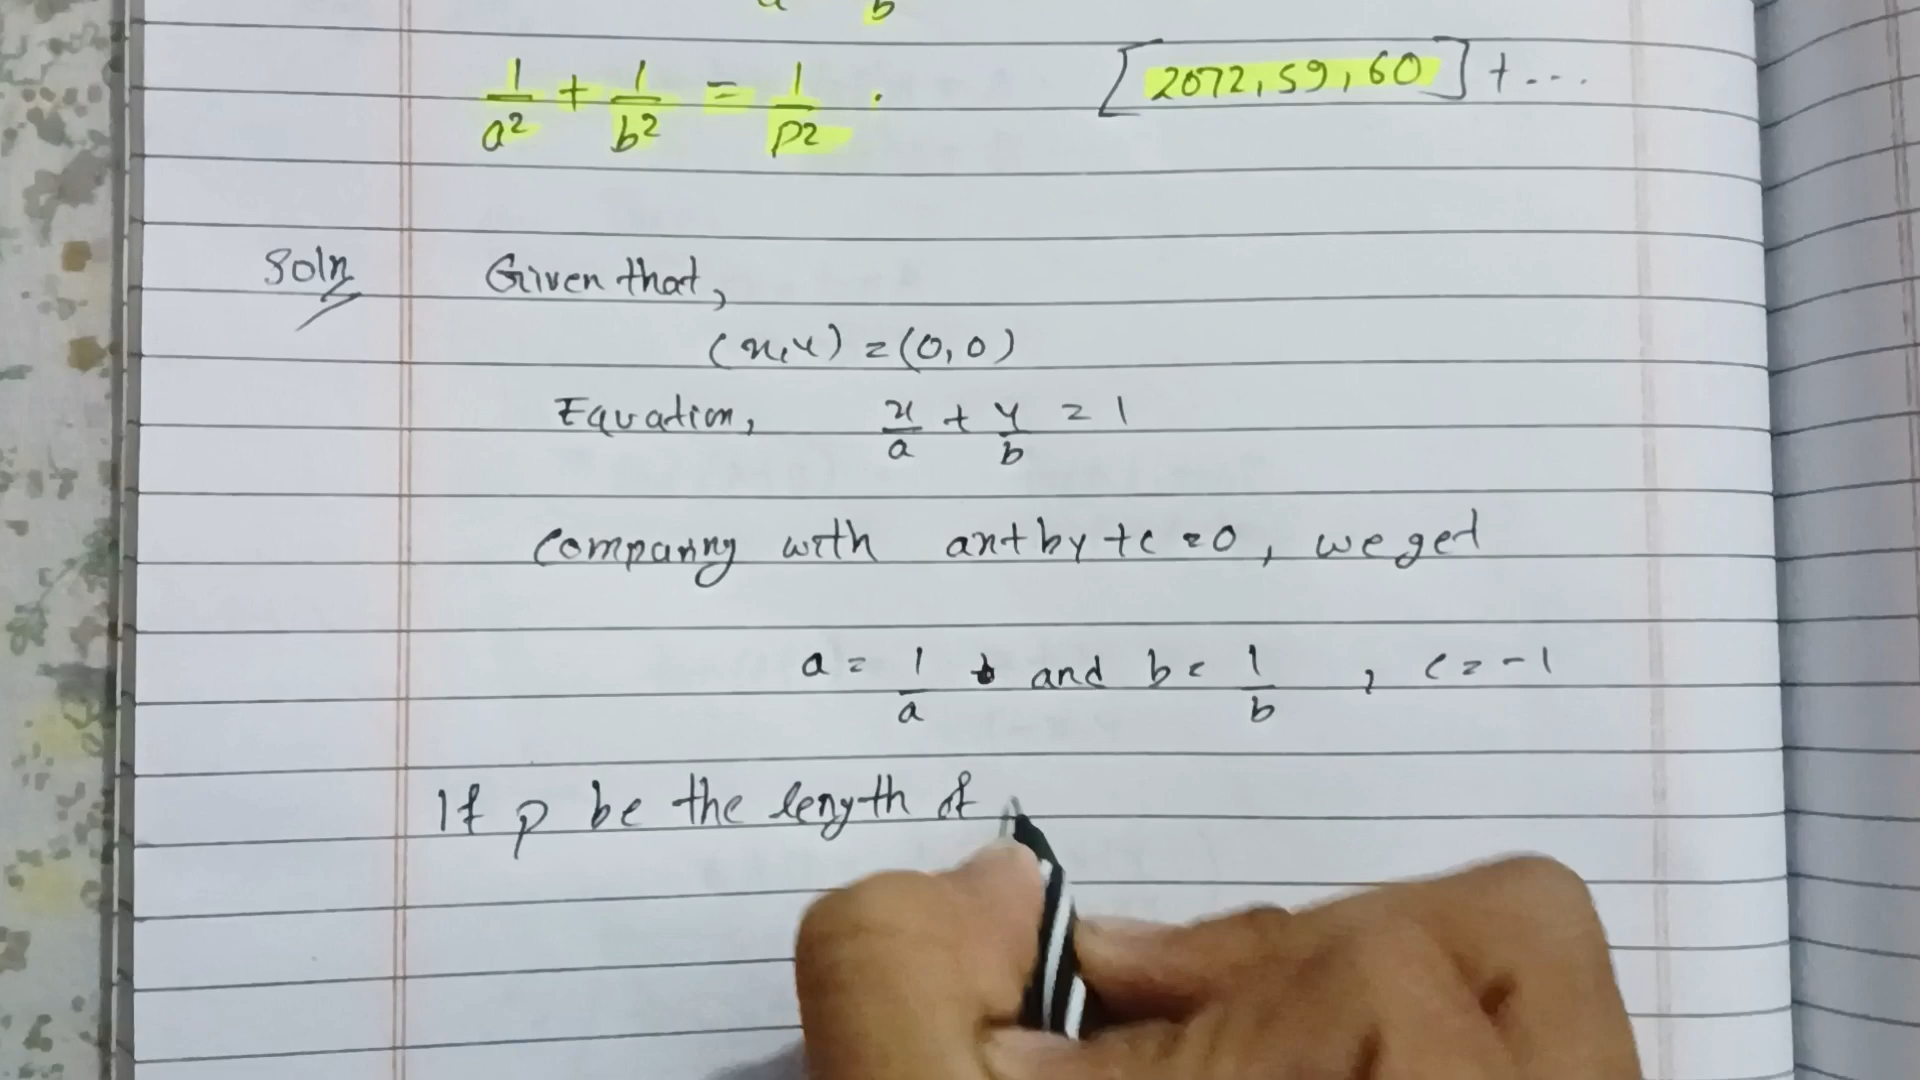 a b
1/a² + 1/b² = 1/p² . [2072, 59, 60] + ...
Soln Given that,
(x, y) = (0, 0)
Equation, x/a + y/b = 1
Comparing with ax + by + c = 0, we get
a = 1/a and b = 1/b , c = -1
If p be the length of